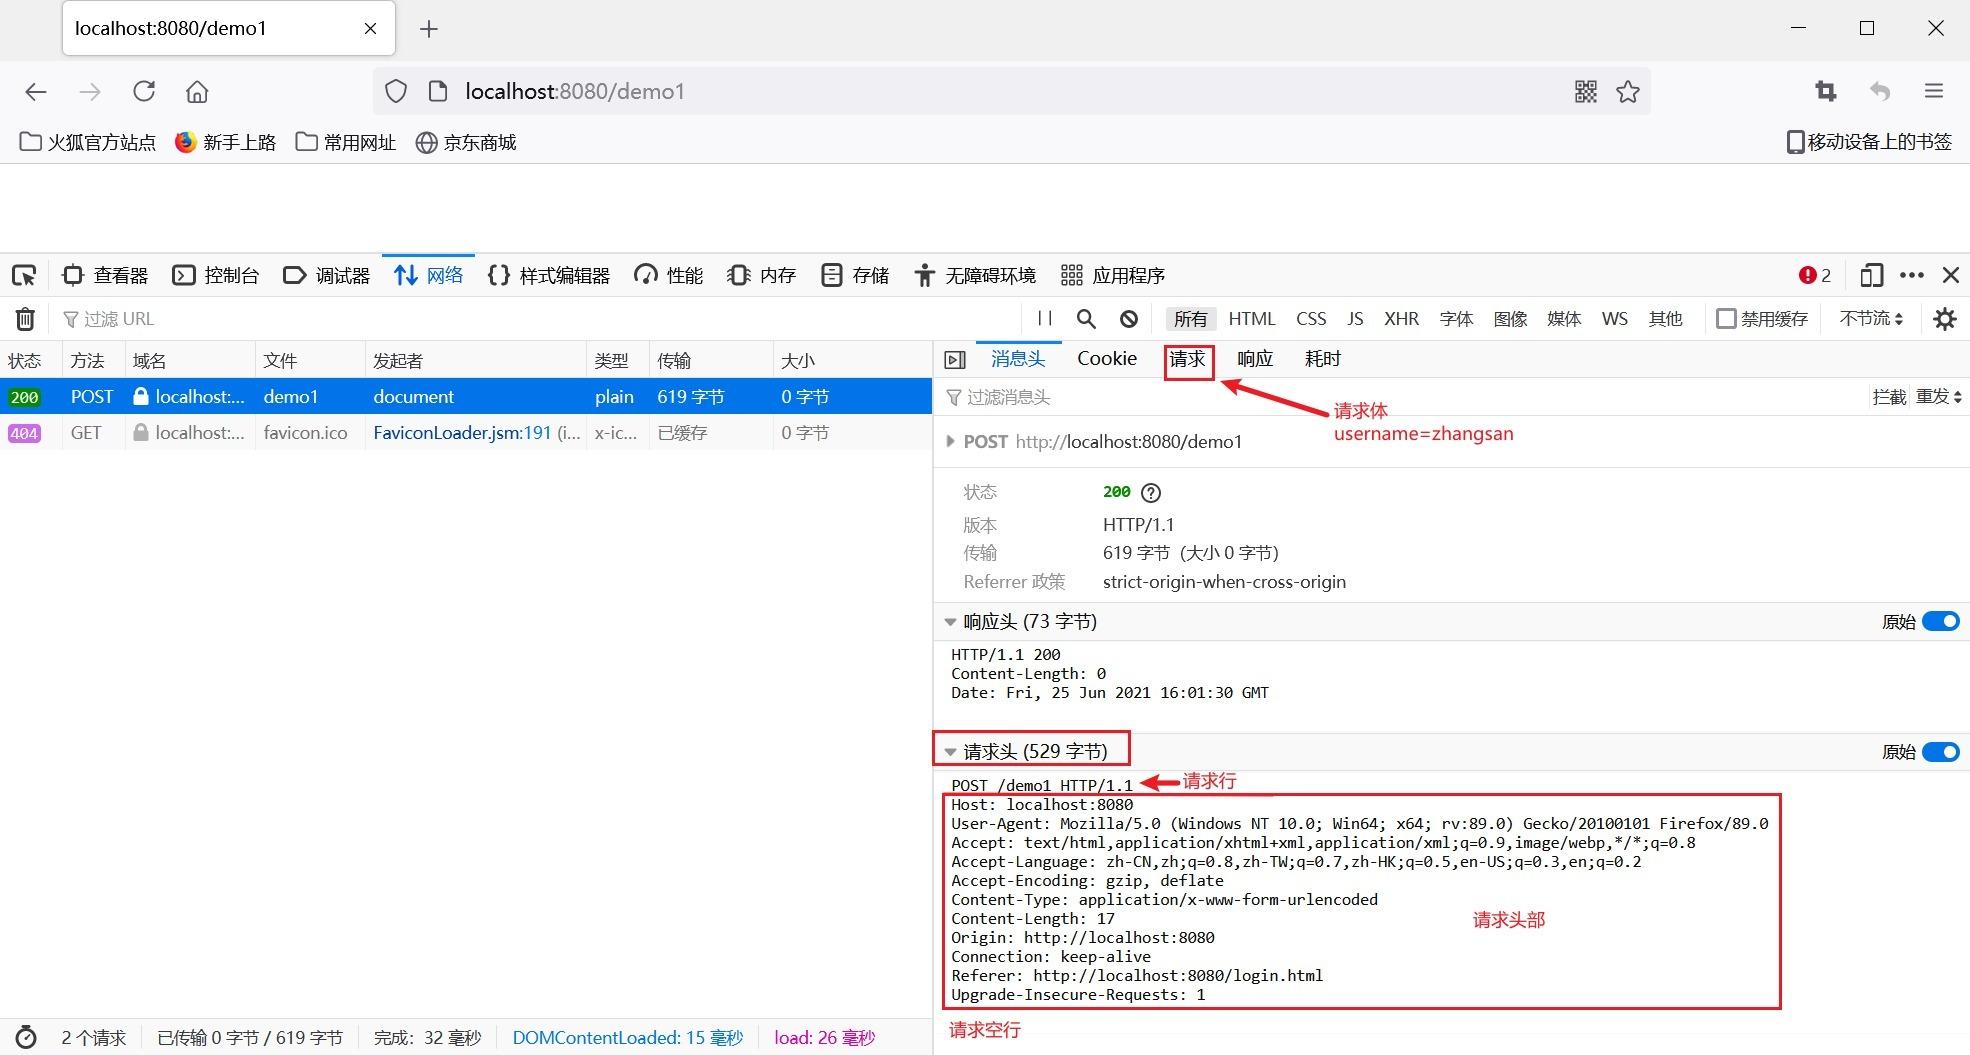 localhost:8080/demo1
localhost:8080/demo1
火狐官方站点 新手上路 常用网址 京东商城 移动设备上的书签
查看器 控制台 调试器 网络 样式编辑器 性能 内存 存储 无障碍环境 应用程序 2
过滤 URL 所有 HTML CSS JS XHR 字体 图像 媒体 WS 其他 禁用缓存 不节流
状态 方法 域名 文件 发起者 类型 传输 大小
200 POST localhost:... demo1 document plain 619 字节 0 字节
404 GET localhost:... favicon.ico FaviconLoader.jsm:191 (i... x-ic... 已缓存 0 字节
消息头 Cookie 请求 响应 耗时
过滤消息头 拦截 重发
请求体
username=zhangsan
POST http://localhost:8080/demo1
状态 200
版本 HTTP/1.1
传输 619 字节 (大小 0 字节)
Referrer 政策 strict-origin-when-cross-origin
响应头 (73 字节) 原始
HTTP/1.1 200
Content-Length: 0
Date: Fri, 25 Jun 2021 16:01:30 GMT
请求头 (529 字节) 原始
POST /demo1 HTTP/1.1 请求行
Host: localhost:8080
User-Agent: Mozilla/5.0 (Windows NT 10.0; Win64; x64; rv:89.0) Gecko/20100101 Firefox/89.0
Accept: text/html,application/xhtml+xml,application/xml;q=0.9,image/webp,*/*;q=0.8
Accept-Language: zh-CN,zh;q=0.8,zh-TW;q=0.7,zh-HK;q=0.5,en-US;q=0.3,en;q=0.2
Accept-Encoding: gzip, deflate
Content-Type: application/x-www-form-urlencoded
Content-Length: 17 请求头部
Origin: http://localhost:8080
Connection: keep-alive
Referer: http://localhost:8080/login.html
Upgrade-Insecure-Requests: 1
请求空行
2 个请求 已传输 0 字节 / 619 字节 完成: 32 毫秒 DOMContentLoaded: 15 毫秒 load: 26 毫秒